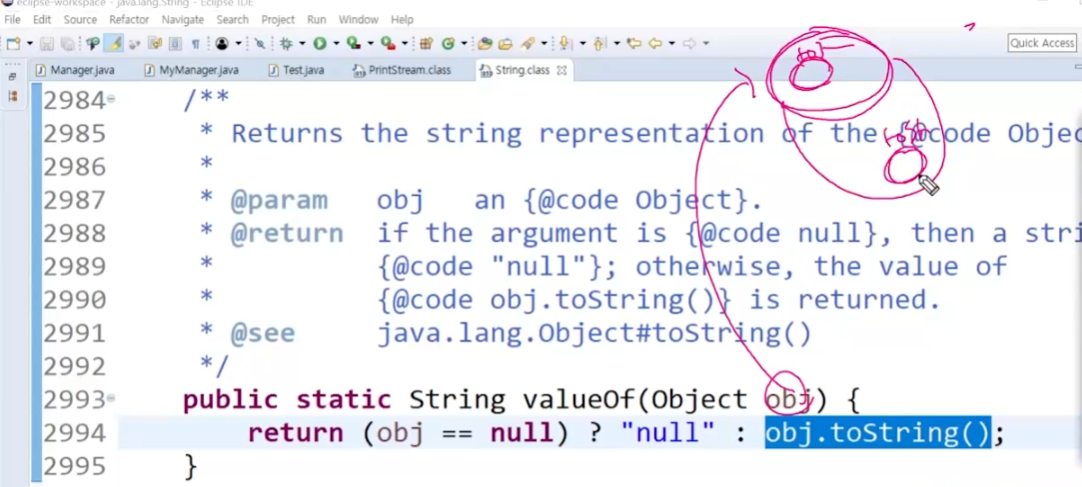 eclipse-workspace - java.lang.String - Eclipse IDE
File Edit Source Refactor Navigate Search Project Run Window Help
Quick Access
Manager.java MyManager.java Test.java PrintStream.class String.class
2984 /**
2985 * Returns the string representation of the {@code Objec
2986 *
2987 * @param obj an {@code Object}.
2988 * @return if the argument is {@code null}, then a stri
2989 * {@code "null"}; otherwise, the value of
2990 * {@code obj.toString()} is returned.
2991 * @see java.lang.Object#toString()
2992 */
2993 public static String valueOf(Object obj) {
2994 return (obj == null) ? "null" : obj.toString();
2995 }